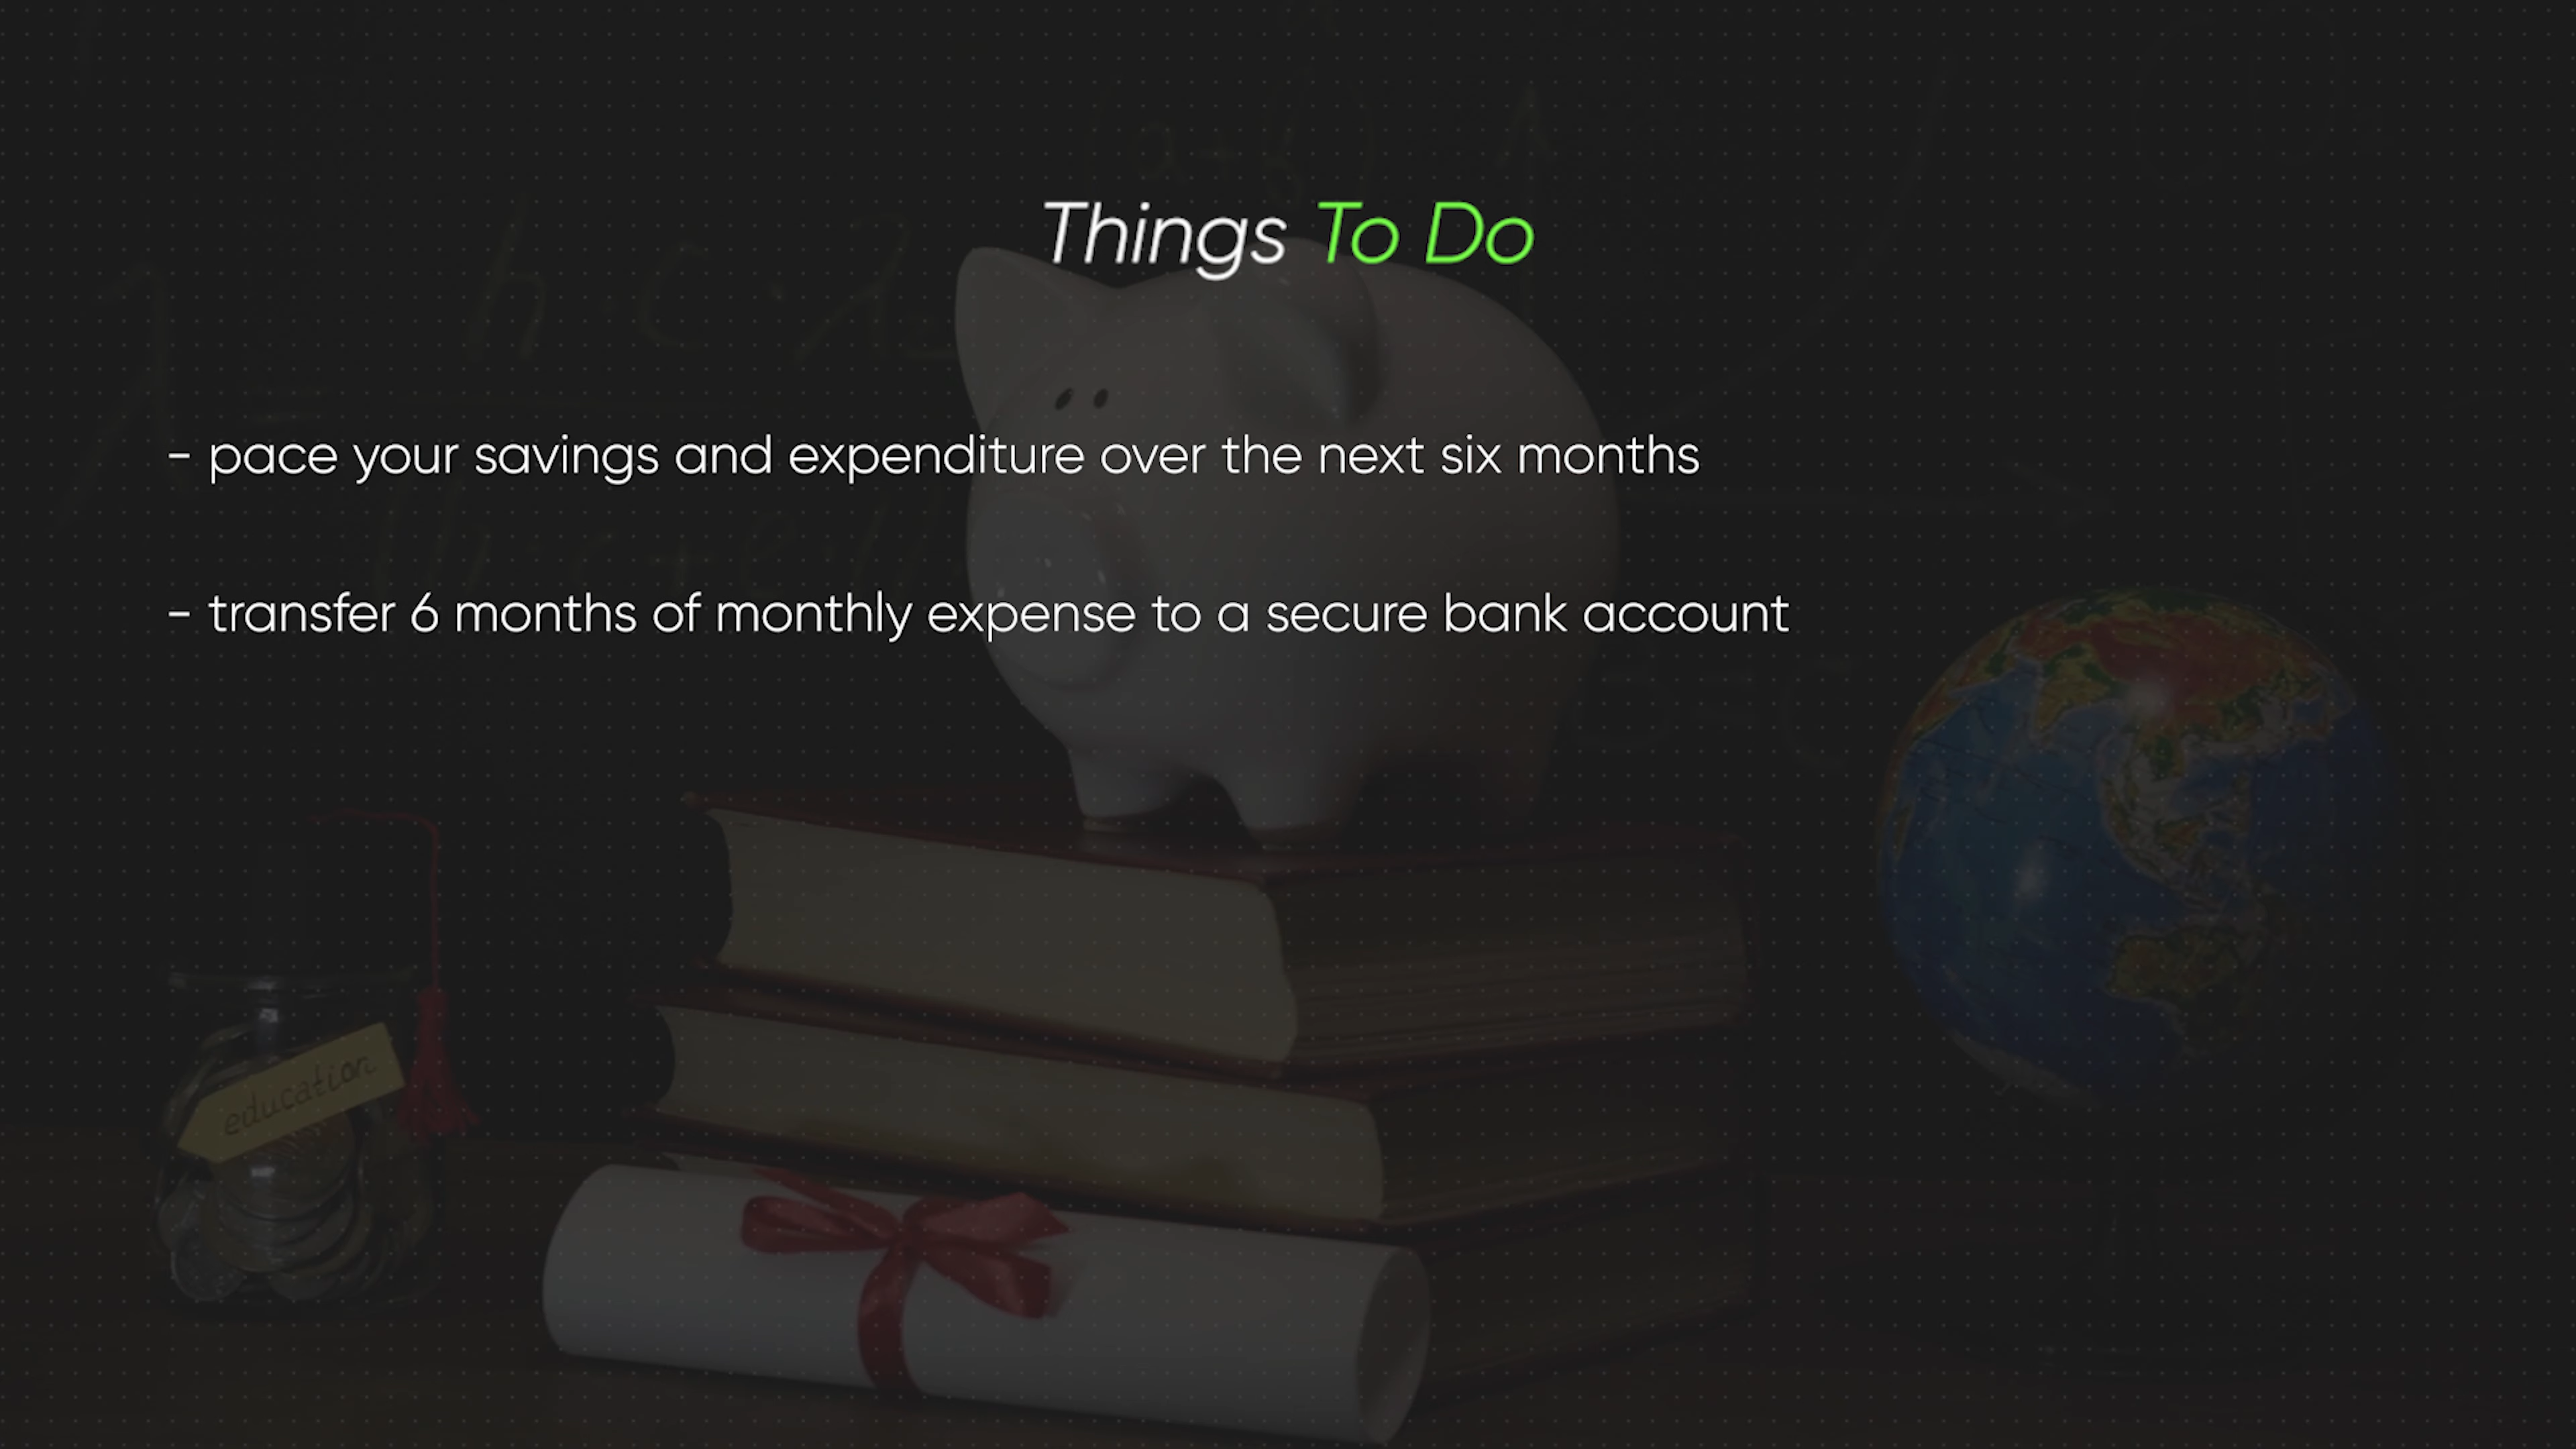 Things To Do
- pace your savings and expenditure over the next six months
- transfer 6 months of monthly expense to a secure bank account
education